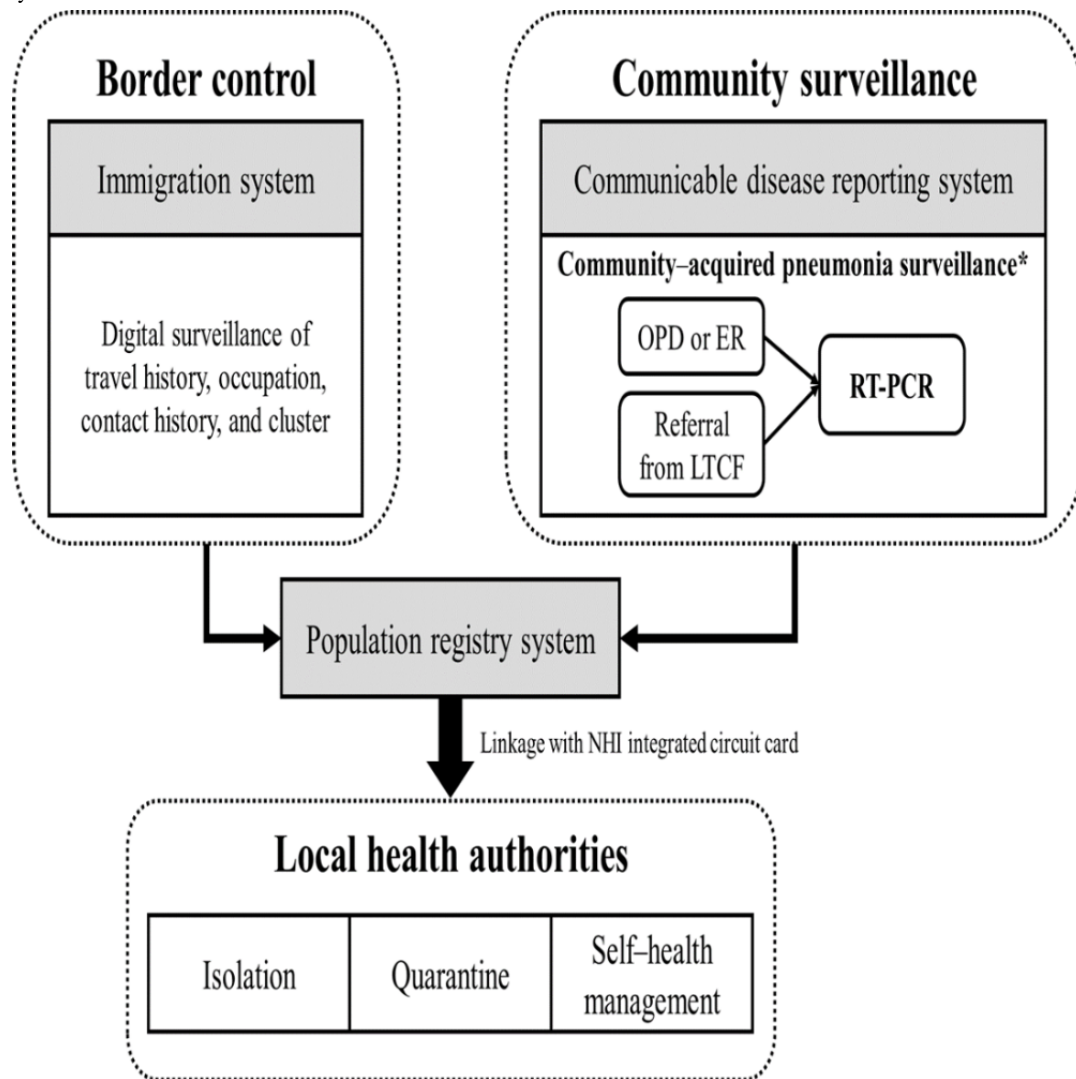 Border control
Immigration system
Digital surveillance of
travel history, occupation,
contact history, and cluster
Community surveillance
Communicable disease reporting system
Community–acquired pneumonia surveillance*
OPD or ER
Referral
from LTCF
RT-PCR
Population registry system
Linkage with NHI integrated circuit card
Local health authorities
Isolation
Quarantine
Self–health
management